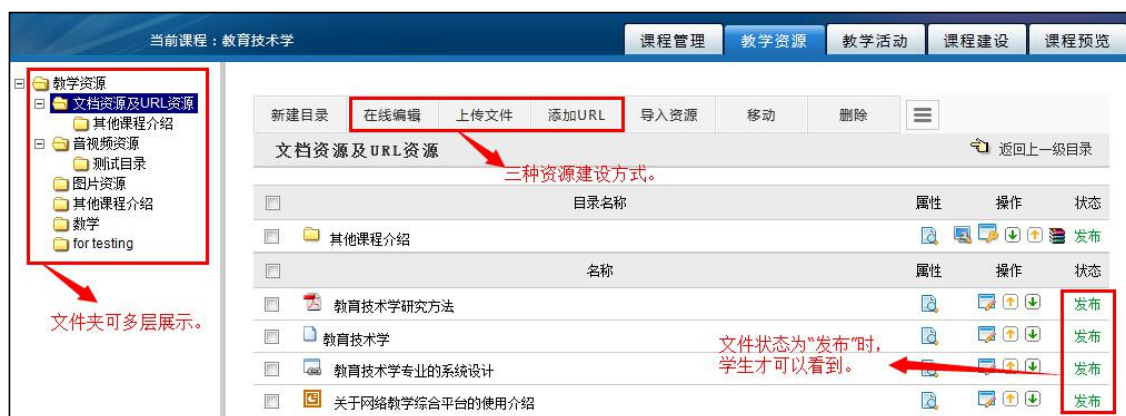 当前课程：教育技术学
课程管理
教学资源
教学活动
课程建设
课程预览
教学资源
文档资源及URL资源
其他课程介绍
音视频资源
测试目录
图片资源
其他课程介绍
数学
for testing
文件夹可多层展示。
新建目录 在线编辑 上传文件 添加URL 导入资源 移动 删除
文档资源及URL资源 返回上一级目录
三种资源建设方式。
目录名称 属性 操作 状态
其他课程介绍 发布
名称 属性 操作 状态
教育技术学研究方法 发布
教育技术学 发布
文件状态为“发布”时，
学生才可以看到。
教育技术学专业的系统设计 发布
关于网络教学综合平台的使用介绍 发布